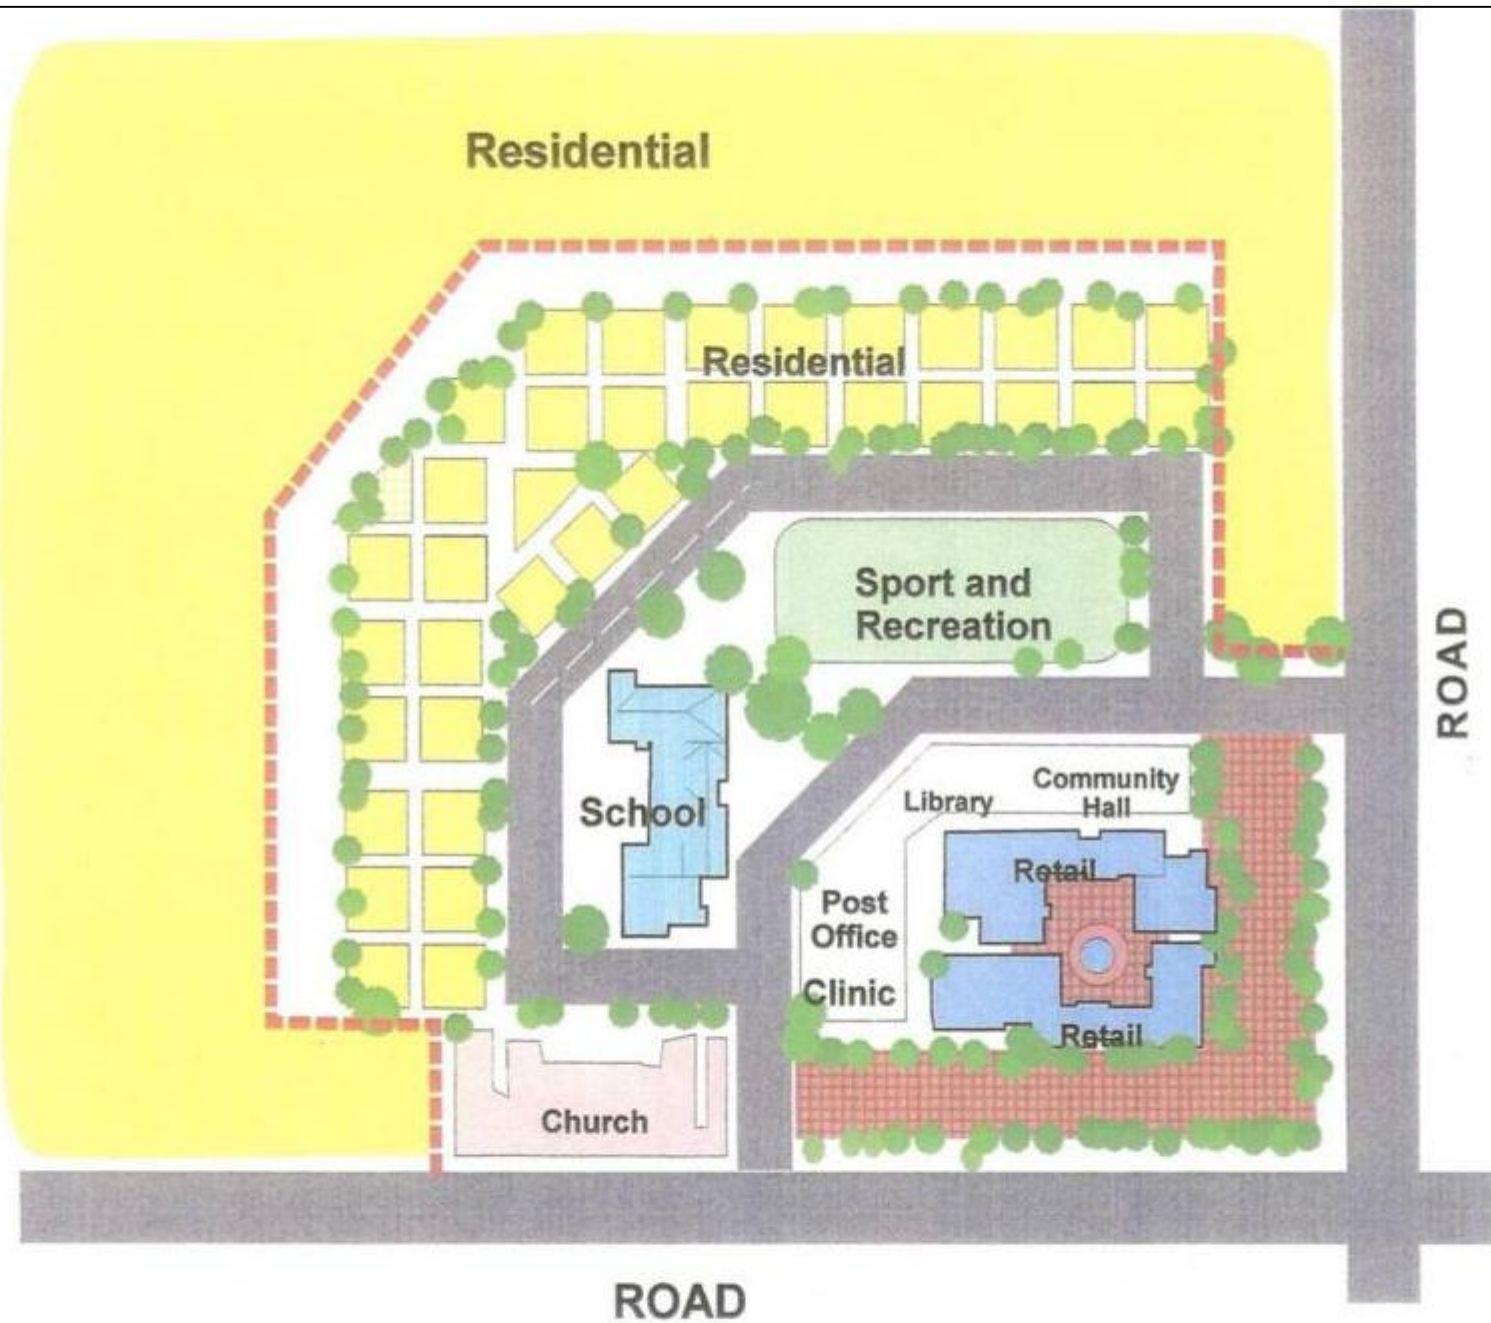 Residential
Residential
Sport and
Recreation
ROAD
School
Library
Community
Hall
Retail
Post
Office
Clinic
Retail
Church
ROAD